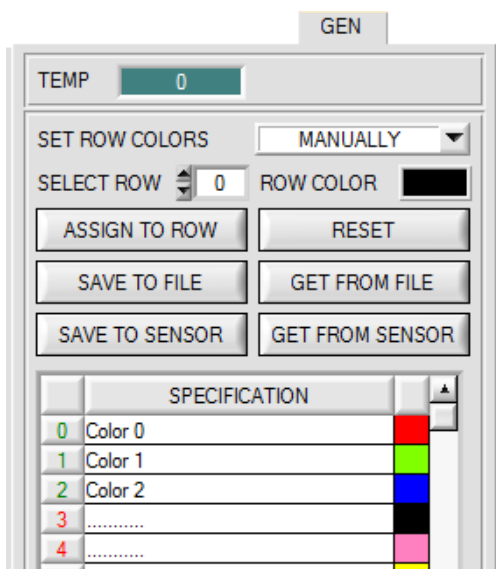 GEN
TEMP 0
SET ROW COLORS MANUALLY
SELECT ROW 0 ROW COLOR
ASSIGN TO ROW RESET
SAVE TO FILE GET FROM FILE
SAVE TO SENSOR GET FROM SENSOR
SPECIFICATION
0 Color 0
1 Color 1
2 Color 2
3 ...........
4 ...........